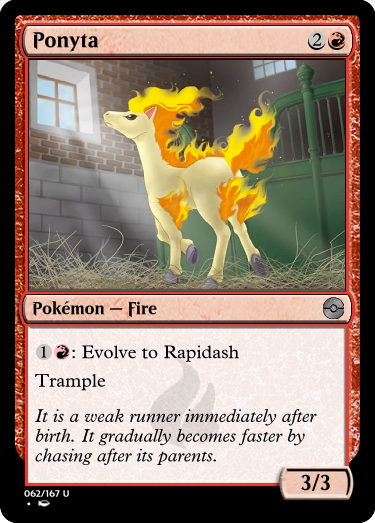 Ponyta 2
Pokémon — Fire
1 : Evolve to Rapidash
Trample
It is a weak runner immediately after
birth. It gradually becomes faster by
chasing after its parents.
3/3
062/167 U